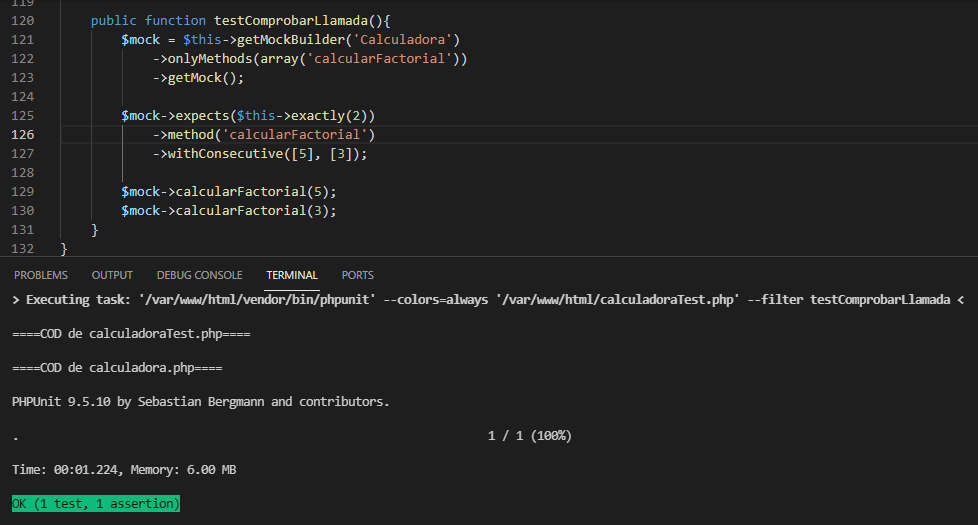 119
120 public function testComprobarLlamada(){
121 $mock = $this->getMockBuilder('Calculadora')
122 ->onlyMethods(array('calcularFactorial'))
123 ->getMock();
124
125 $mock->expects($this->exactly(2))
126 ->method('calcularFactorial')
127 ->withConsecutive([5], [3]);
128
129 $mock->calcularFactorial(5);
130 $mock->calcularFactorial(3);
131 }
132 }
PROBLEMS OUTPUT DEBUG CONSOLE TERMINAL PORTS
> Executing task: '/var/www/html/vendor/bin/phpunit' --colors=always '/var/www/html/calculadoraTest.php' --filter testComprobarLlamada <
====COD de calculadoraTest.php====
====COD de calculadora.php====
PHPUnit 9.5.10 by Sebastian Bergmann and contributors.
. 1 / 1 (100%)
Time: 00:01.224, Memory: 6.00 MB
OK (1 test, 1 assertion)